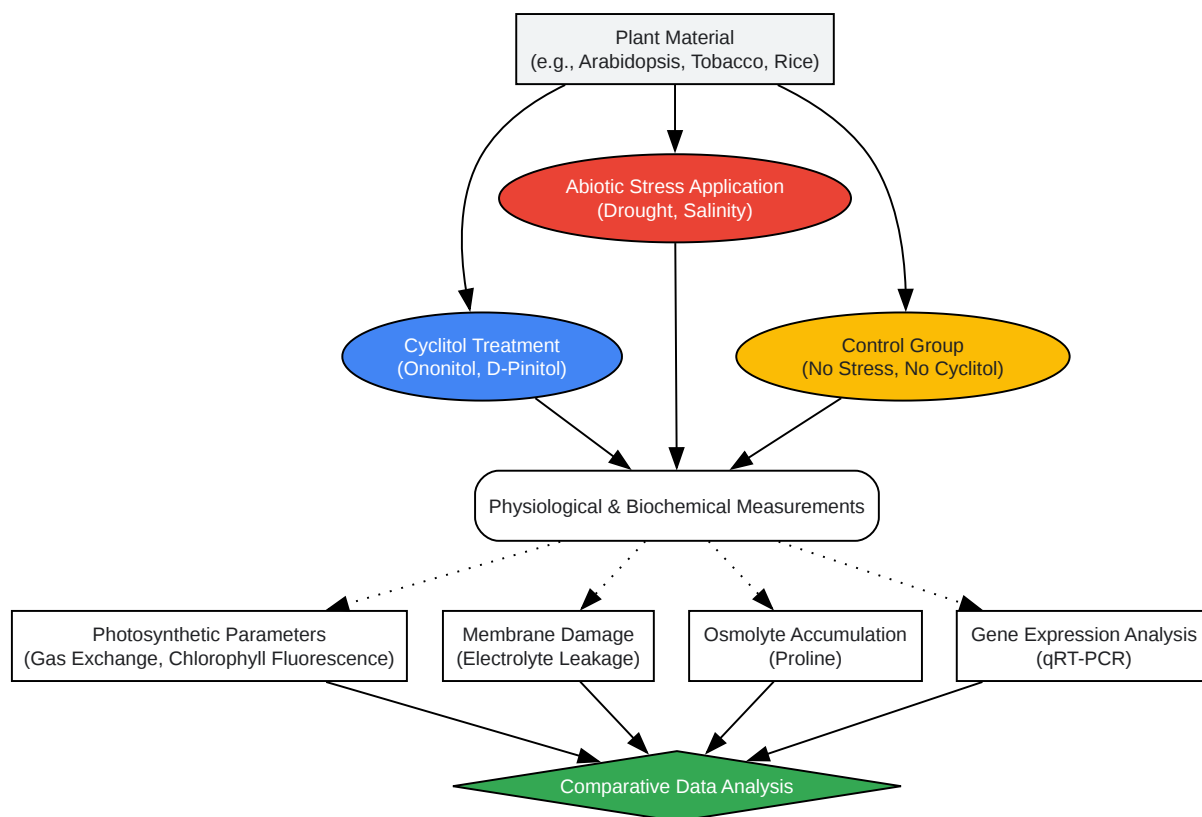 Plant Material
(e.g., Arabidopsis, Tobacco, Rice)
Abiotic Stress Application
(Drought, Salinity)
Cyclitol Treatment
(Ononitol, D-Pinitol)
Control Group
(No Stress, No Cyclitol)
Physiological & Biochemical Measurements
Photosynthetic Parameters
(Gas Exchange, Chlorophyll Fluorescence)
Membrane Damage
(Electrolyte Leakage)
Osmolyte Accumulation
(Proline)
Gene Expression Analysis
(qRT-PCR)
Comparative Data Analysis